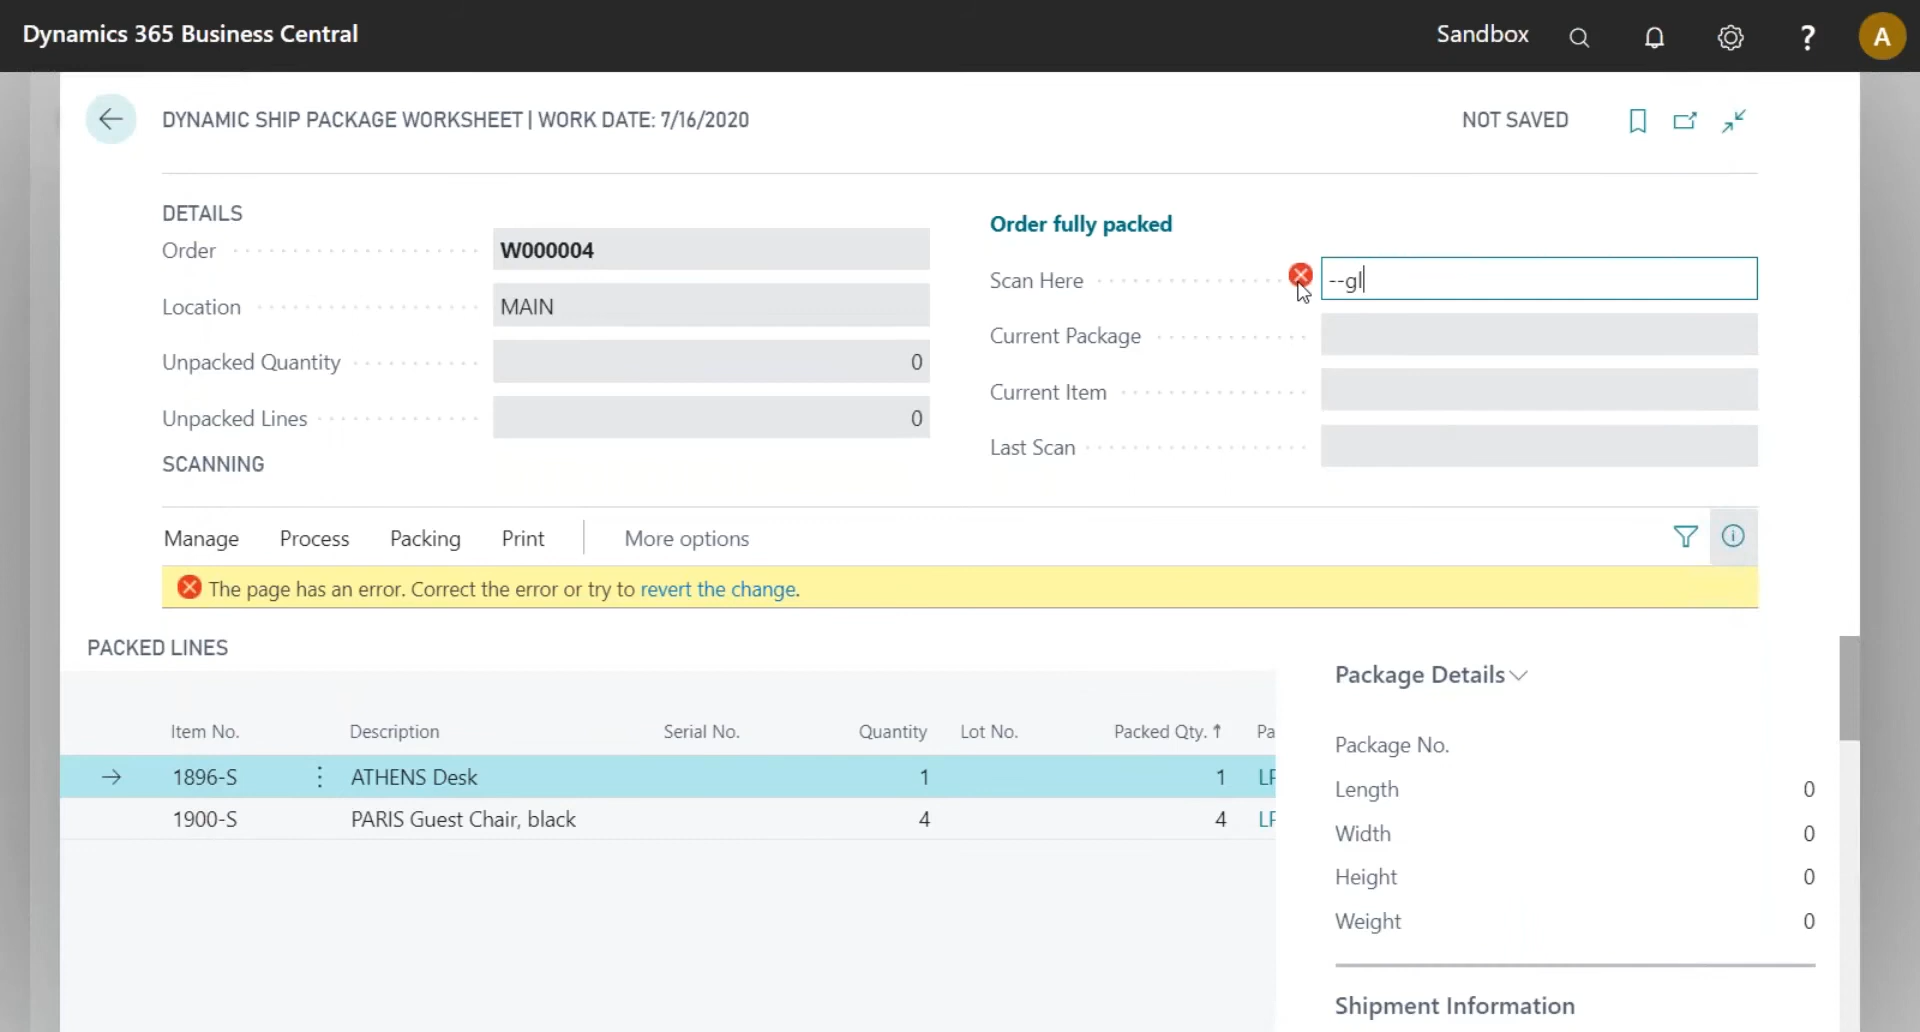 Dynamics 365 Business Central
Sandbox
?
A
DYNAMIC SHIP PACKAGE WORKSHEET | WORK DATE: 7/16/2020
NOT SAVED
DETAILS
Order
W000004
Location
MAIN
Unpacked Quantity
0
Unpacked Lines
0
SCANNING
Order fully packed
Scan Here
--gl
Current Package
Current Item
Last Scan
Manage
Process
Packing
Print
More options
The page has an error. Correct the error or try to revert the change.
PACKED LINES
Item No. Description Serial No. Quantity Lot No. Packed Qty. ↑ Pa
1896-S ATHENS Desk 1 1 LF
1900-S PARIS Guest Chair, black 4 4 LF
Package Details
Package No.
Length 0
Width 0
Height 0
Weight 0
Shipment Information